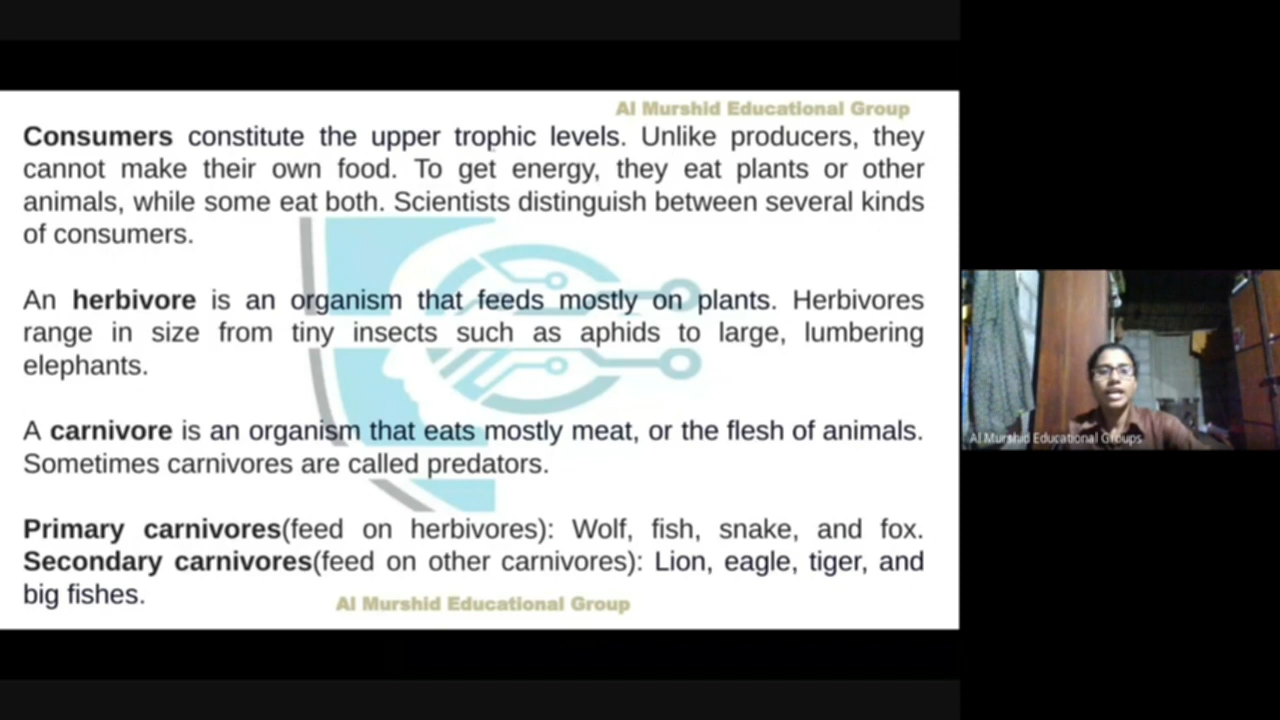 Al Murshid Educational Group
Consumers constitute the upper trophic levels. Unlike producers, they
cannot make their own food. To get energy, they eat plants or other
animals, while some eat both. Scientists distinguish between several kinds
of consumers.
An herbivore is an organism that feeds mostly on plants. Herbivores
range in size from tiny insects such as aphids to large, lumbering
elephants.
A carnivore is an organism that eats mostly meat, or the flesh of animals.
Sometimes carnivores are called predators.
Primary carnivores(feed on herbivores): Wolf, fish, snake, and fox.
Secondary carnivores(feed on other carnivores): Lion, eagle, tiger, and
big fishes.
Al Murshid Educational Group
Al Murshid Educational Groups